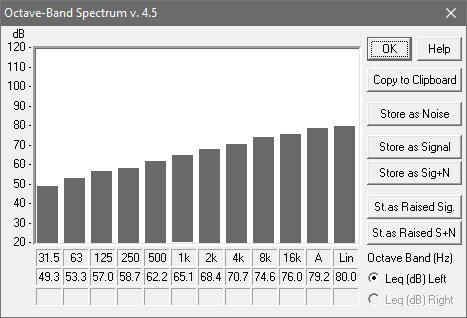 Octave-Band Spectrum v. 4.5
dB
120
110
100
90
80
70
60
50
40
30
20
31.5 63 125 250 500 1k 2k 4k 8k 16k A Lin
49.3 53.3 57.0 58.7 62.2 65.1 68.4 70.7 74.6 76.0 79.2 80.0
OK Help
Copy to Clipboard
Store as Noise
Store as Signal
Store as Sig+N
St.as Raised Sig.
St.as Raised S+N
Octave Band (Hz)
Leq (dB) Left
Leq (dB) Right